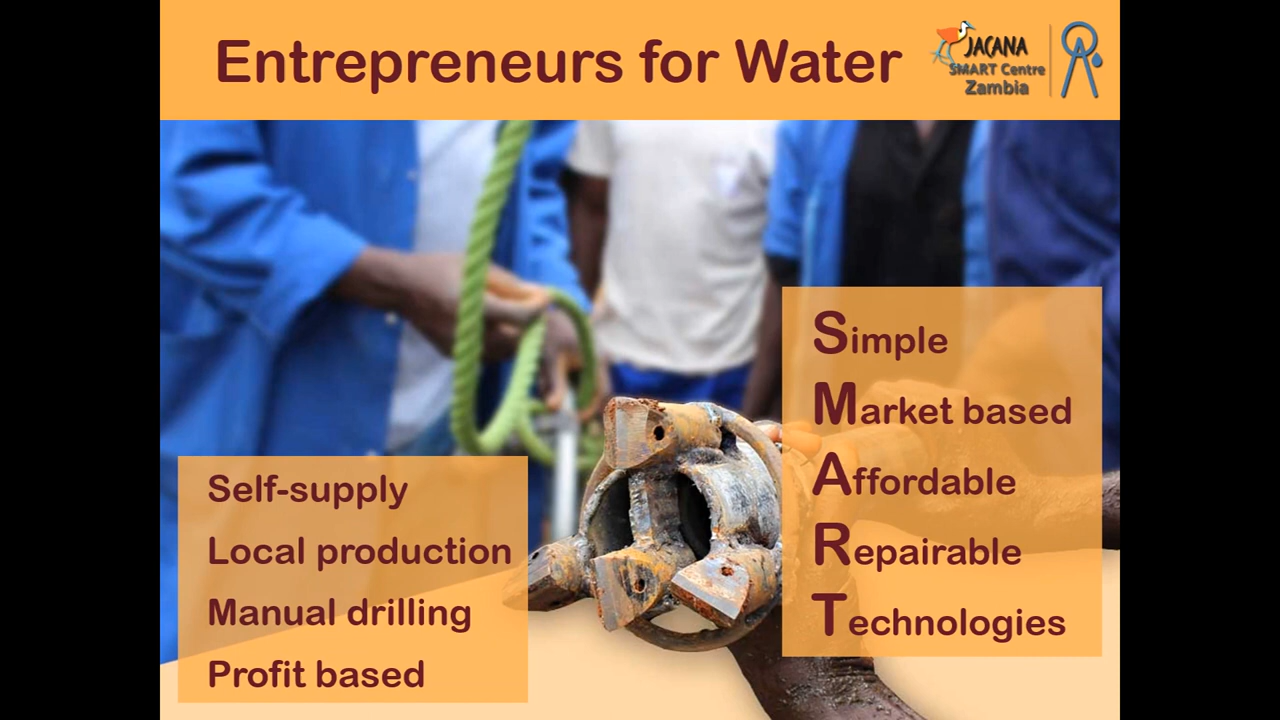 Entrepreneurs for Water
JACANA
SMART Centre
Zambia
Self-supply
Local production
Manual drilling
Profit based
Simple
Market based
Affordable
Repairable
Technologies